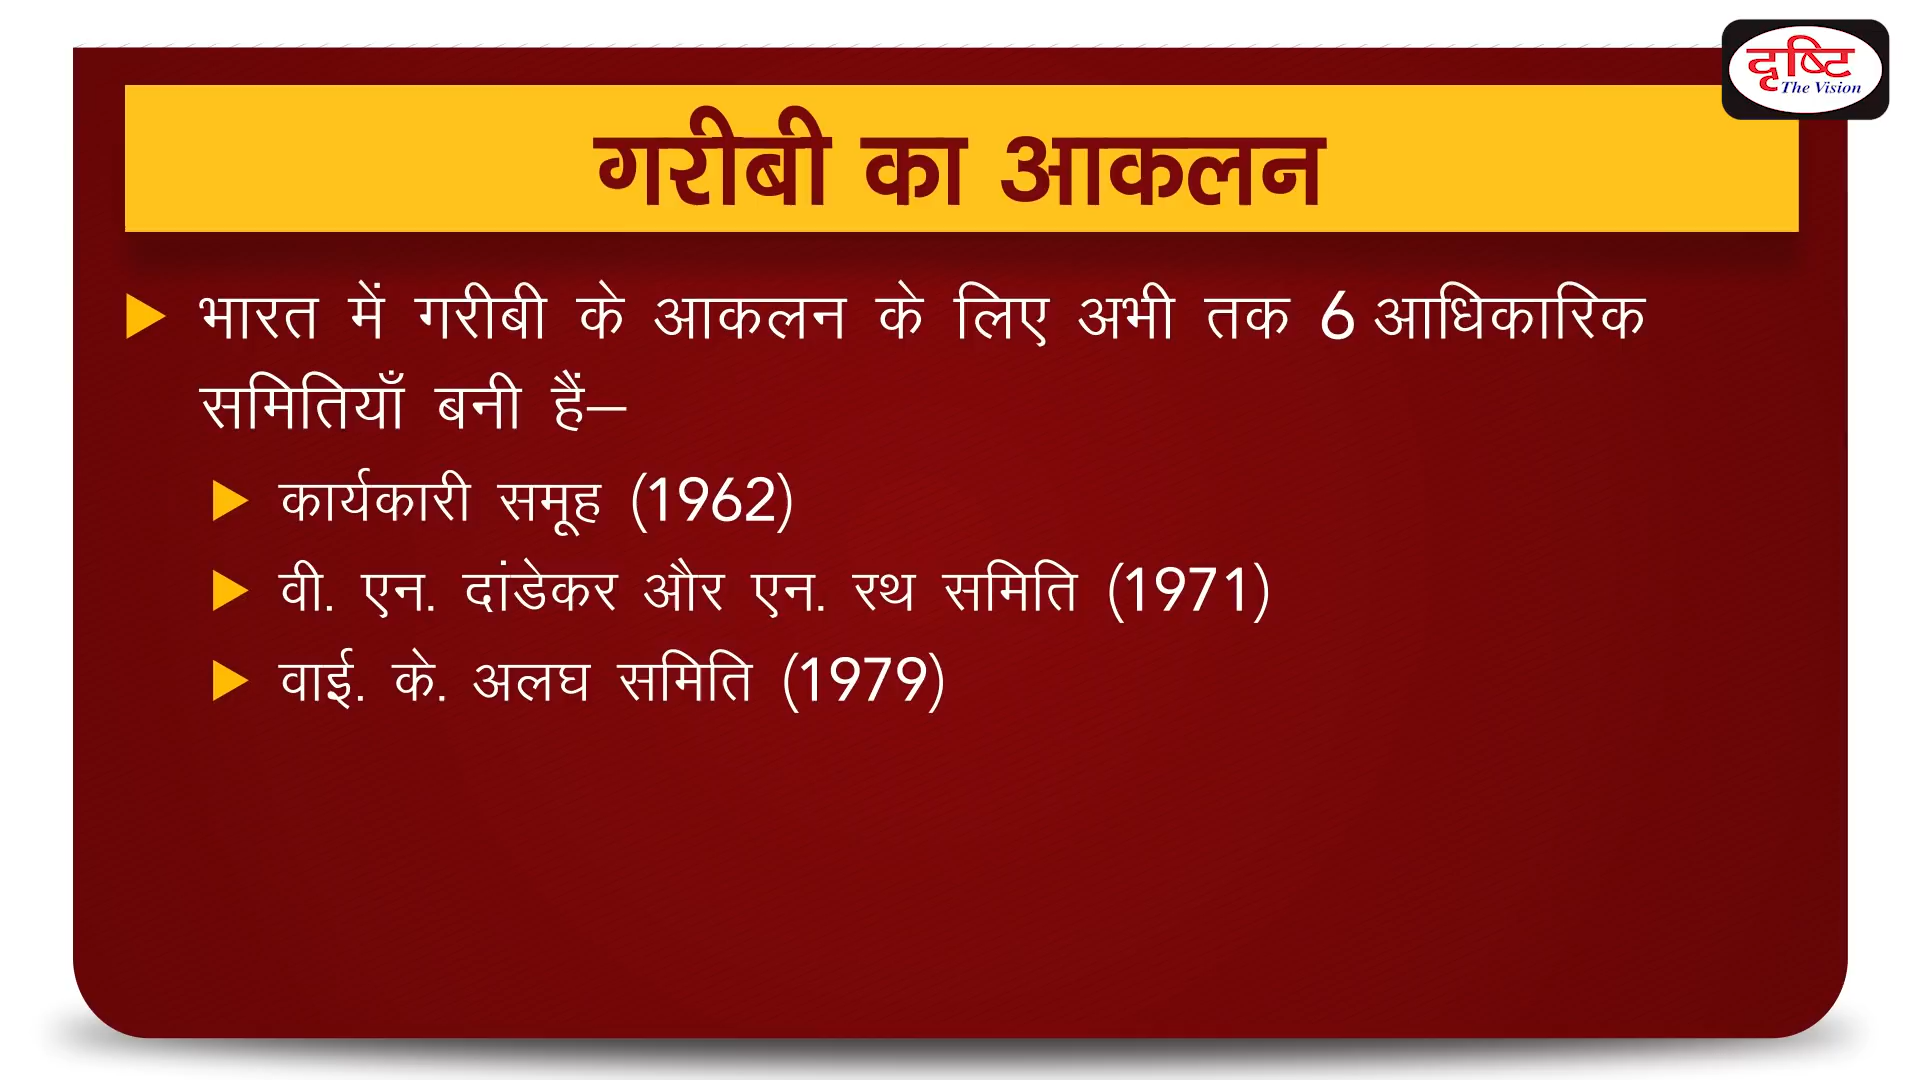 दृष्टि
The Vision
गरीबी का आकलन
भारत में गरीबी के आकलन के लिए अभी तक 6 आधिकारिक
समितियाँ बनी हैं–
कार्यकारी समूह (1962)
वी. एन. दांडेकर और एन. रथ समिति (1971)
वाई. के. अलघ समिति (1979)